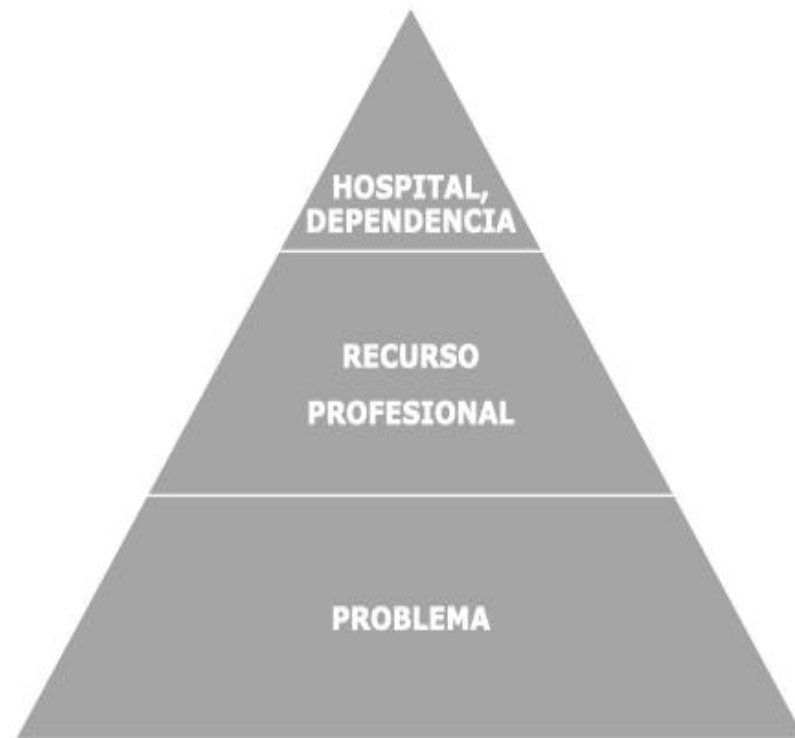 HOSPITAL,
DEPENDENCIA
RECURSO
PROFESIONAL
PROBLEMA